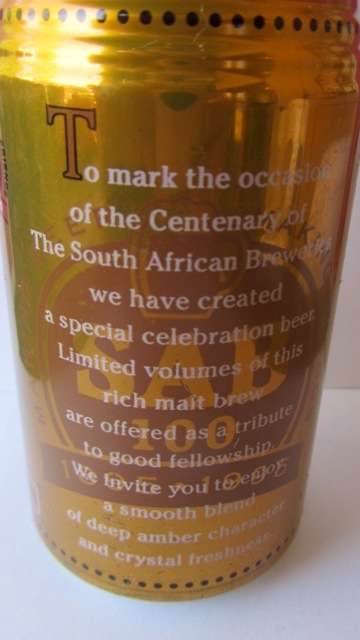 To mark the occasion
of the Centenary of
The South African Breweries
we have created
a special celebration beer.
Limited volumes of this
rich malt brew
are offered as a tribute
to good fellowship.
We invite you to enjoy
a smooth blend
of deep amber character
and crystal freshness.
SAB
100
1895-1995